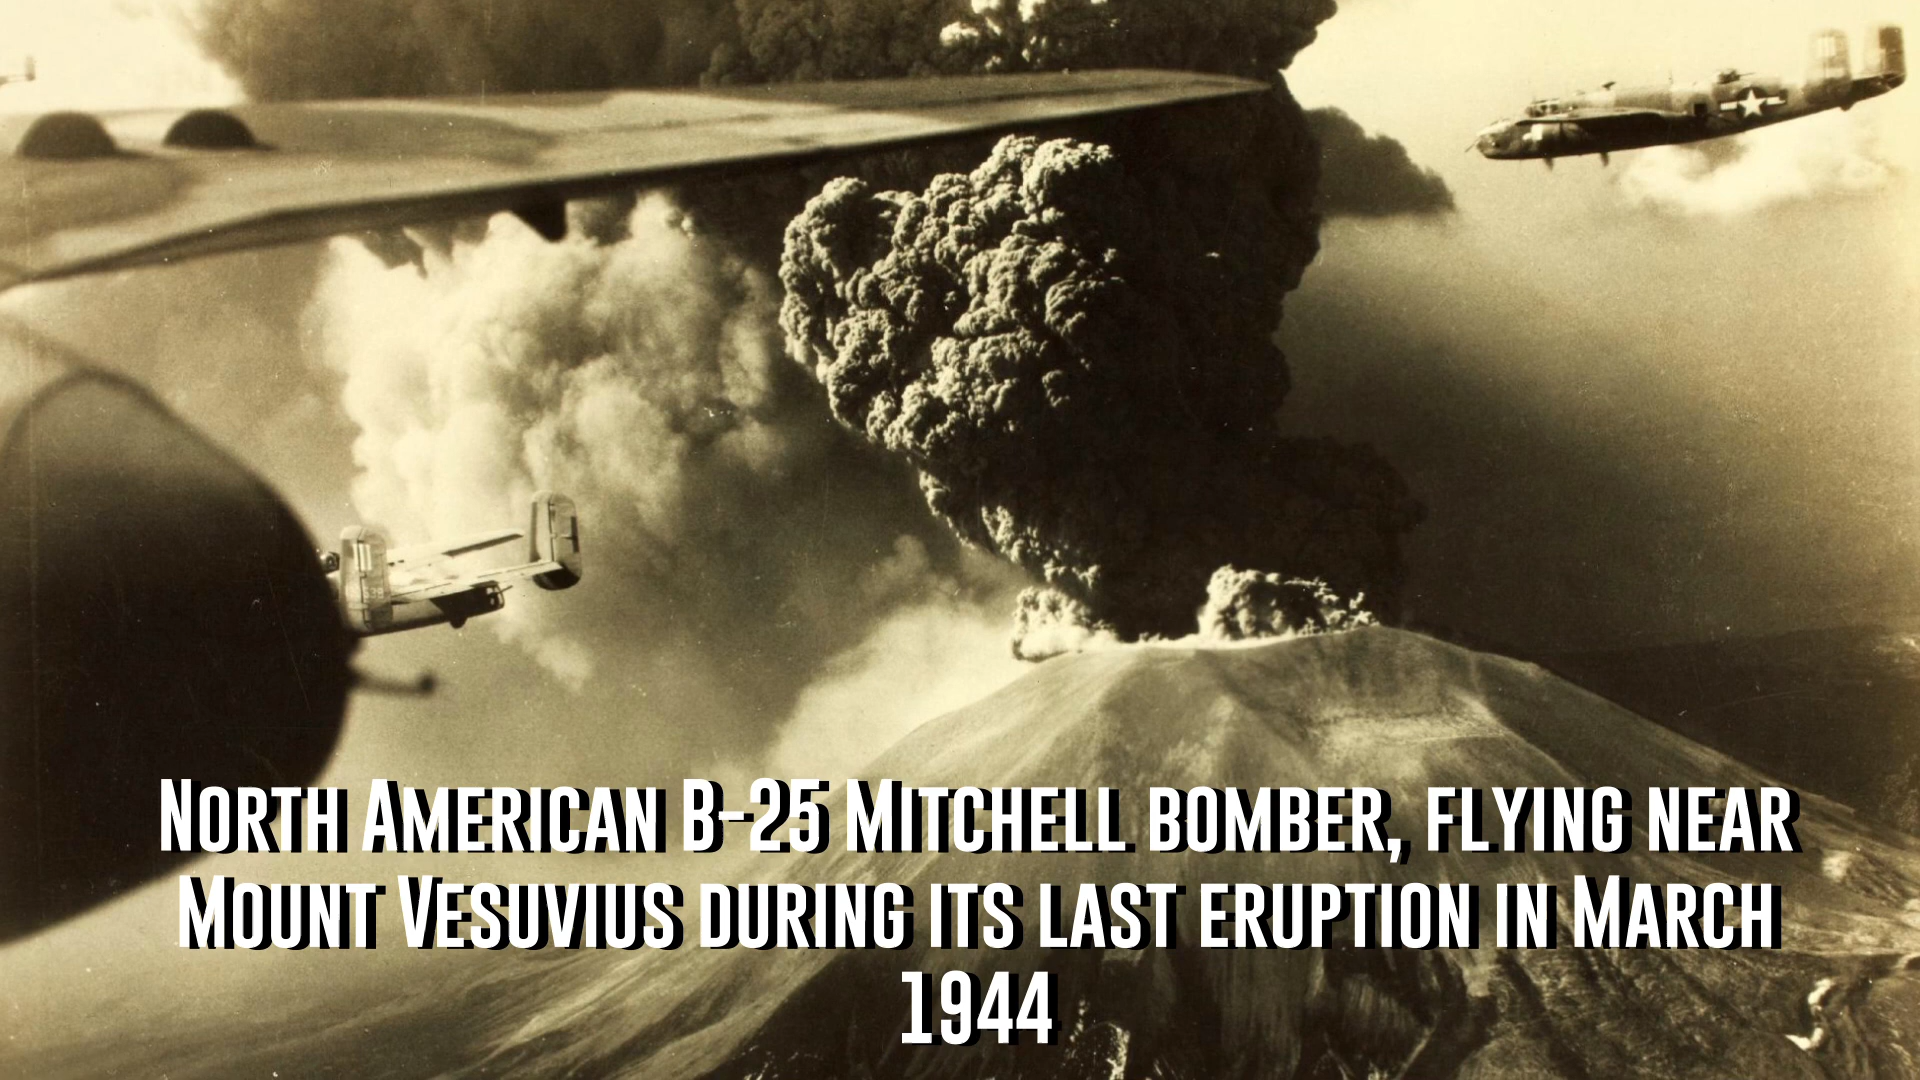 North American B-25 Mitchell bomber, flying near
Mount Vesuvius during its last eruption in March
1944